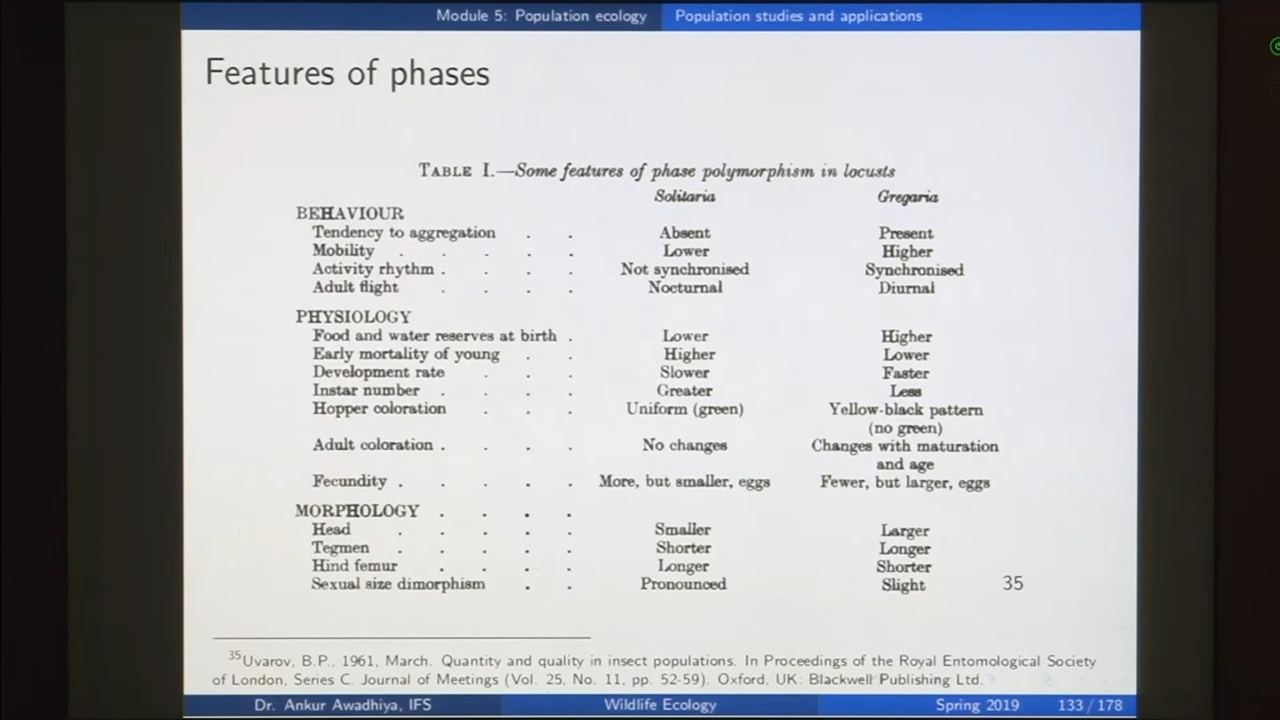 Module 5: Population ecology Population studies and applications
Features of phases
TABLE I.—Some features of phase polymorphism in locusts
Solitaria Gregaria
BEHAVIOUR
Tendency to aggregation . . Absent Present
Mobility . . . . . Lower Higher
Activity rhythm . . . . Not synchronised Synchronised
Adult flight . . . . Nocturnal Diurnal
PHYSIOLOGY
Food and water reserves at birth . Lower Higher
Early mortality of young . . Higher Lower
Development rate . . . Slower Faster
Instar number . . . . Greater Less
Hopper coloration . . . Uniform (green) Yellow-black pattern
(no green)
Adult coloration . . . . No changes Changes with maturation
and age
Fecundity . . . . . More, but smaller, eggs Fewer, but larger, eggs
MORPHOLOGY . . . .
Head . . . . . Smaller Larger
Tegmen . . . . . Shorter Longer
Hind femur . . . . Longer Shorter
Sexual size dimorphism . . Pronounced Slight 35
35Uvarov, B.P., 1961, March. Quantity and quality in insect populations. In Proceedings of the Royal Entomological Society
of London, Series C. Journal of Meetings (Vol. 25, No. 11, pp. 52-59). Oxford, UK: Blackwell Publishing Ltd.
Dr. Ankur Awadhiya, IFS Wildlife Ecology Spring 2019 133 / 178